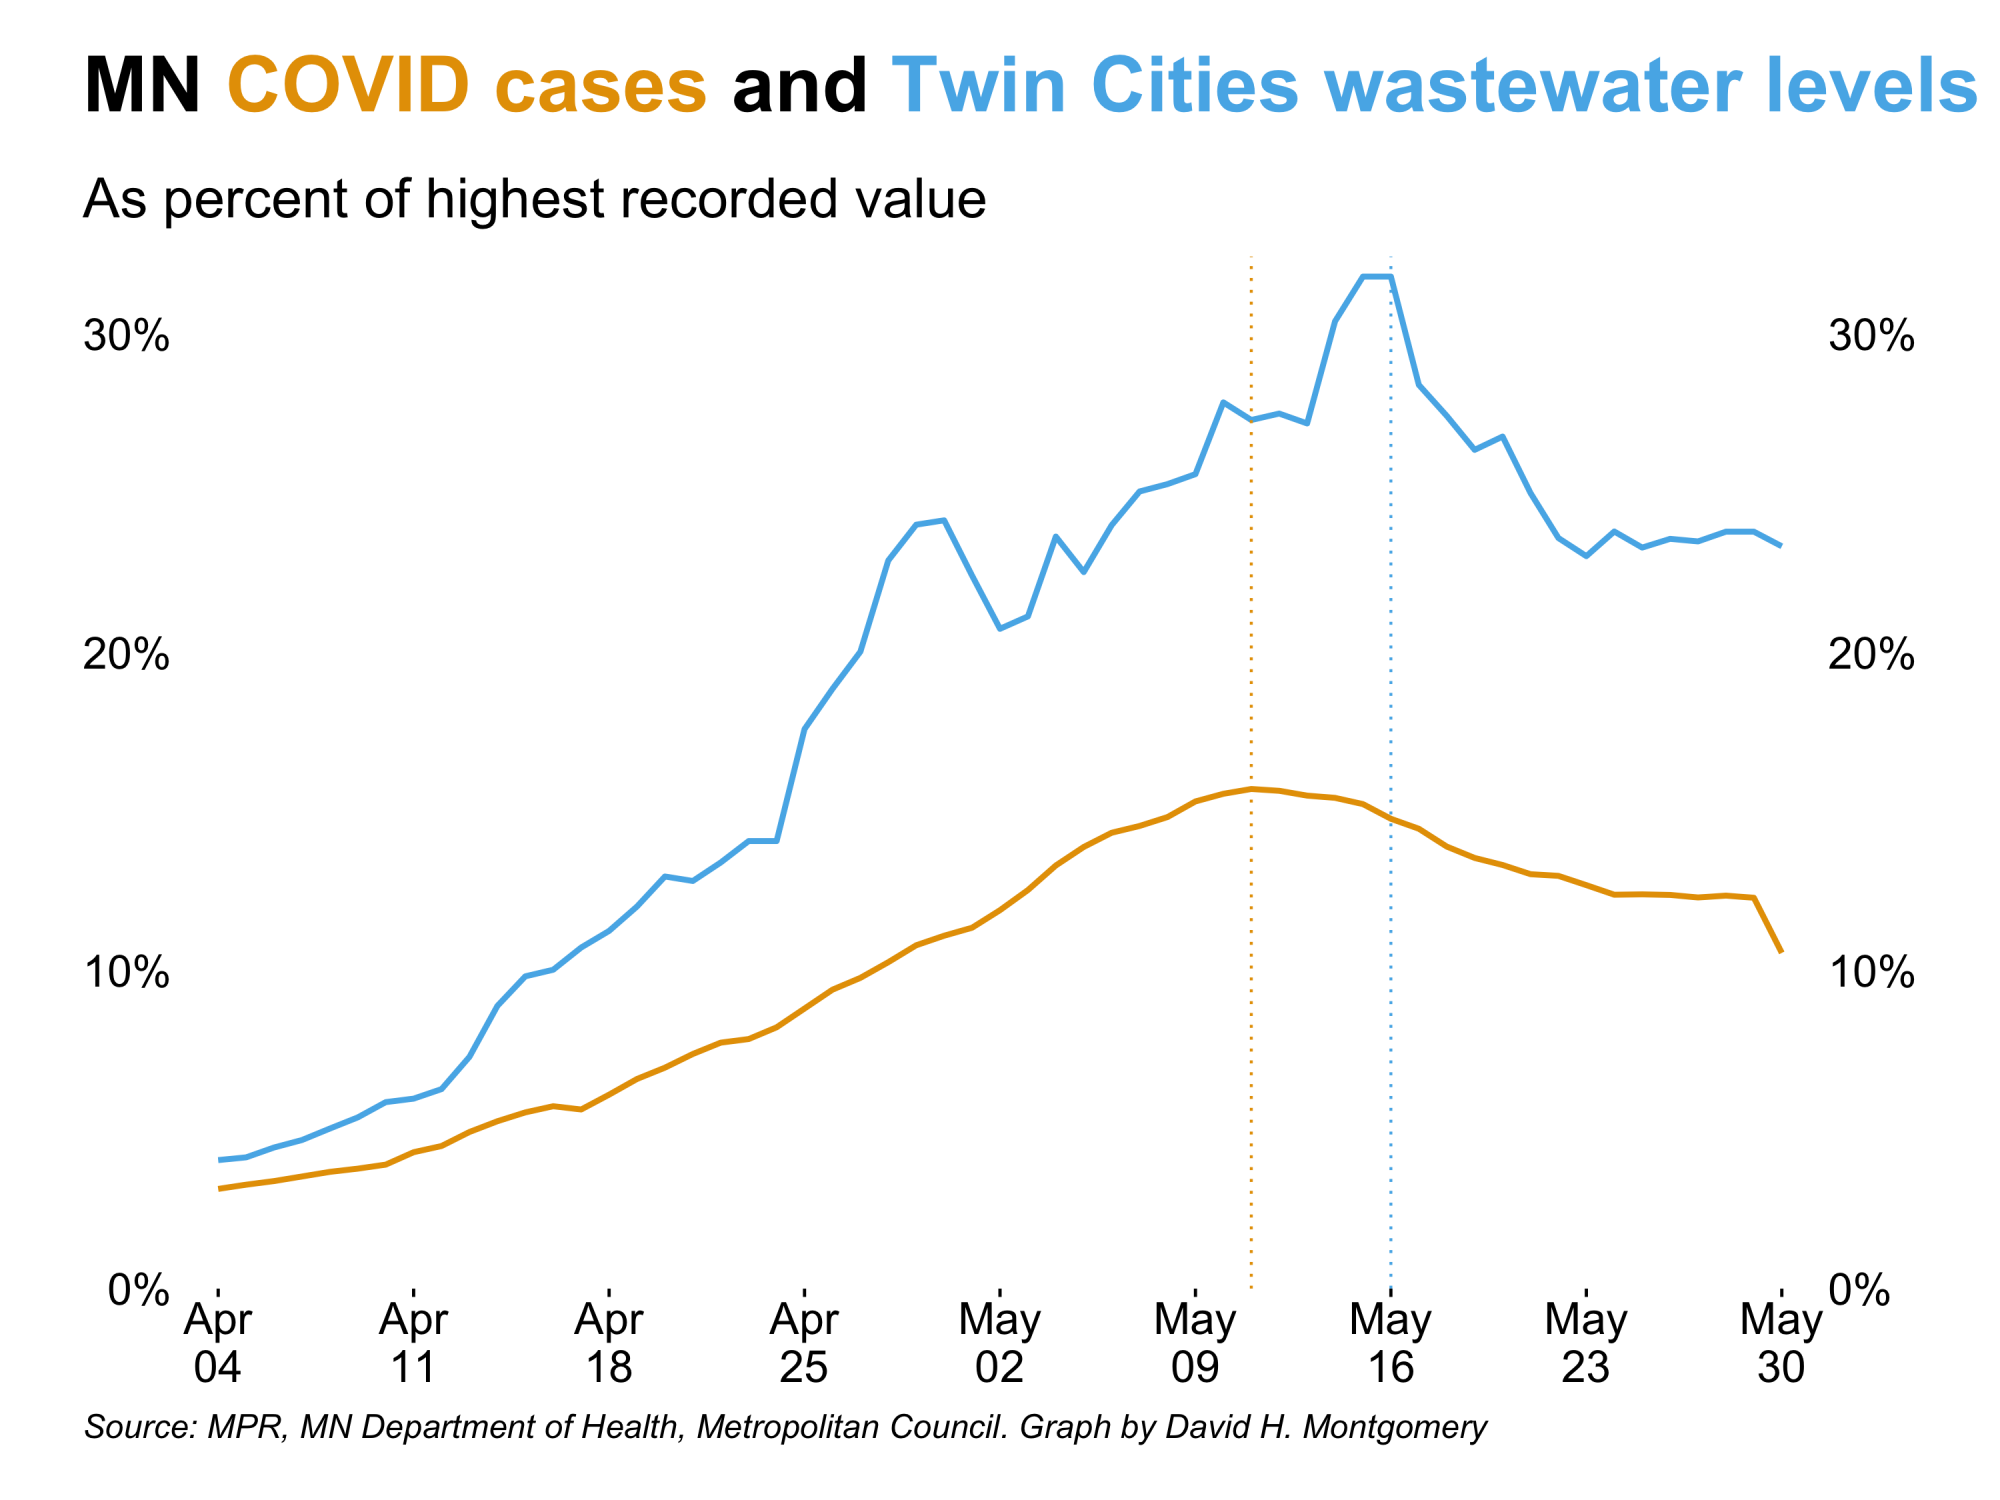 MN COVID cases and Twin Cities wastewater levels
As percent of highest recorded value
30% 30%
20% 20%
10% 10%
0% 0%
Apr Apr Apr Apr May May May May May
04 11 18 25 02 09 16 23 30
Source: MPR, MN Department of Health, Metropolitan Council. Graph by David H. Montgomery